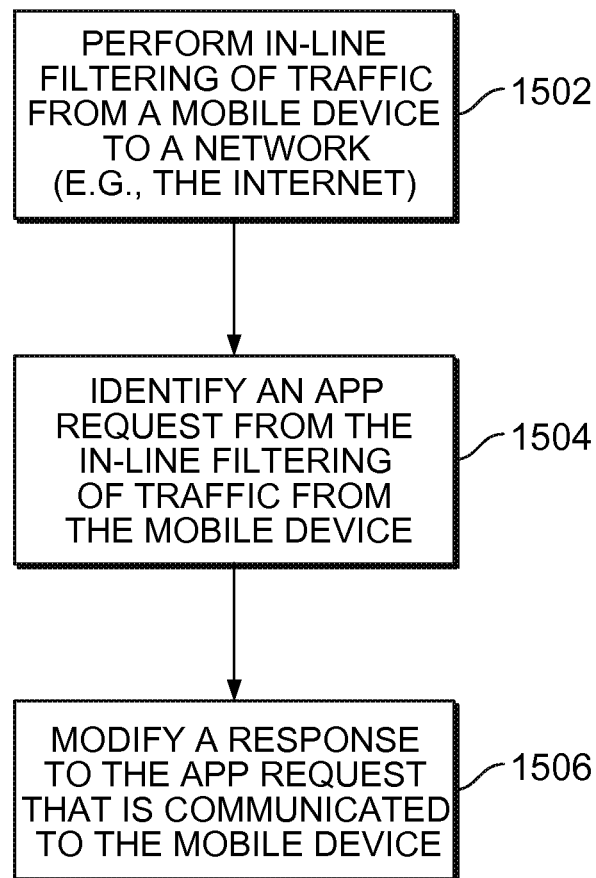 PERFORM IN-LINE
FILTERING OF TRAFFIC
FROM A MOBILE DEVICE
TO A NETWORK
(E.G., THE INTERNET)
1502
IDENTIFY AN APP
REQUEST FROM THE
IN-LINE FILTERING
OF TRAFFIC FROM
THE MOBILE DEVICE
1504
MODIFY A RESPONSE
TO THE APP REQUEST
THAT IS COMMUNICATED
TO THE MOBILE DEVICE
1506